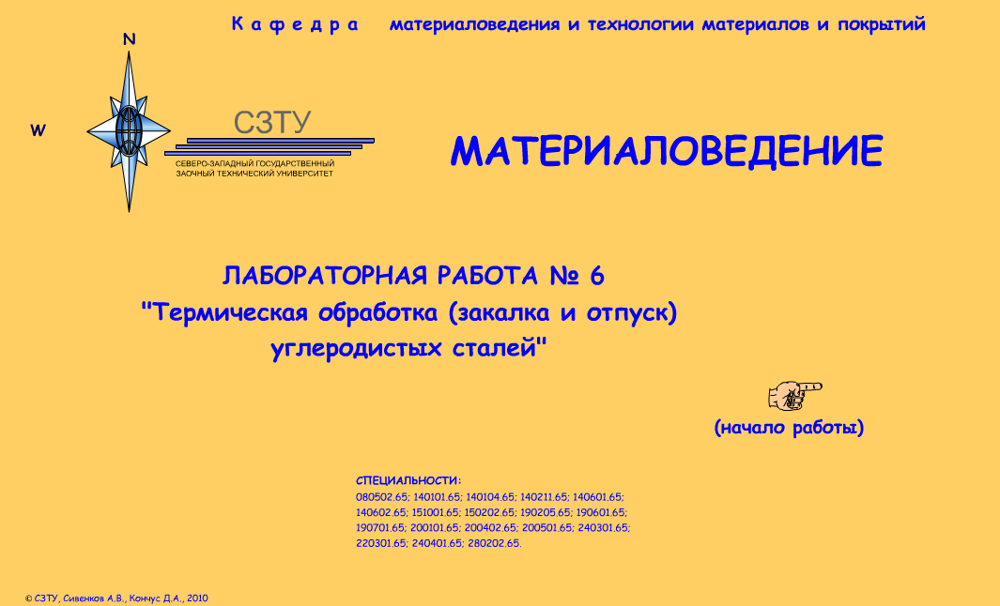 К а ф е д р а материаловедения и технологии материалов и покрытий
N
W
СЗТУ
СЕВЕРО-ЗАПАДНЫЙ ГОСУДАРСТВЕННЫЙ
ЗАОЧНЫЙ ТЕХНИЧЕСКИЙ УНИВЕРСИТЕТ
МАТЕРИАЛОВЕДЕНИЕ
ЛАБОРАТОРНАЯ РАБОТА № 6
"Термическая обработка (закалка и отпуск)
углеродистых сталей"
(начало работы)
СПЕЦИАЛЬНОСТИ:
080502.65; 140101.65; 140104.65; 140211.65; 140601.65;
140602.65; 151001.65; 150202.65; 190205.65; 190601.65;
190701.65; 200101.65; 200402.65; 200501.65; 240301.65;
220301.65; 240401.65; 280202.65.
© СЗТУ, Сивенков А.В., Кончус Д.А., 2010